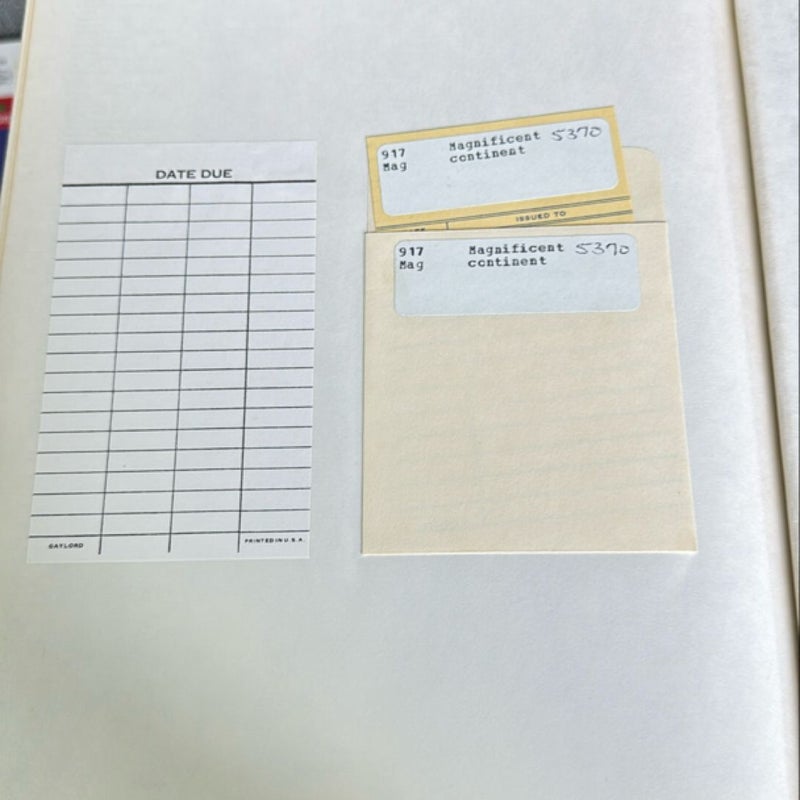 DATE DUE
GAYLORD
PRINTED IN U.S.A.
917 Magnificent 5370
Mag continent
ISSUED TO
917 Magnificent 5370
Mag continent